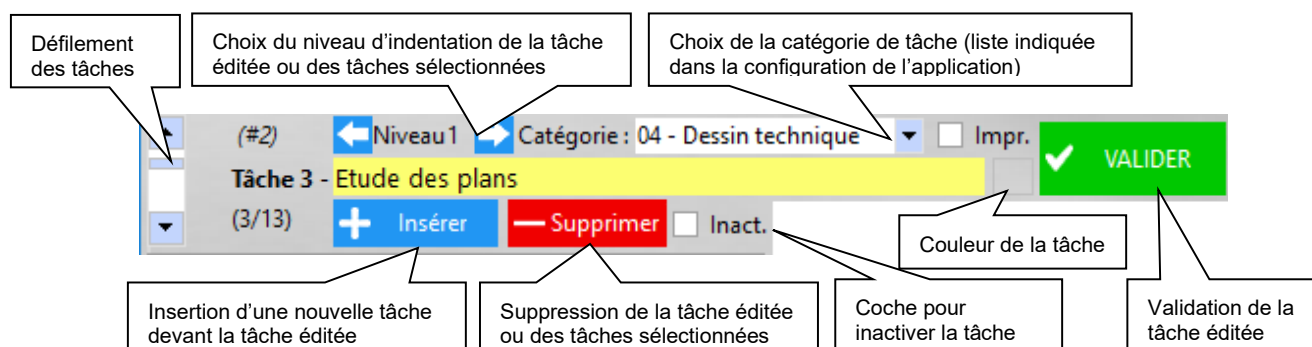 Défilement
des tâches
Choix du niveau d'indentation de la tâche
éditée ou des tâches sélectionnées
Choix de la catégorie de tâche (liste indiquée
dans la configuration de l'application)
(#2) Niveau1 Catégorie : 04 - Dessin technique Impr.
VALIDER
Tâche 3 - Etude des plans
(3/13) Insérer Supprimer Inact.
Couleur de la tâche
Insertion d'une nouvelle tâche
devant la tâche éditée
Suppression de la tâche éditée
ou des tâches sélectionnées
Coche pour
inactiver la tâche
Validation de la
tâche éditée